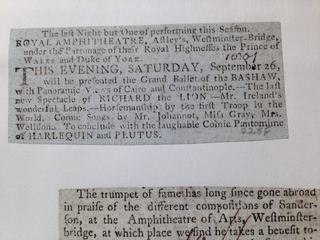 The last Night but One of performing this Season.
ROYAL AMPHITHEATRE, Astley's, Westminster-Bridge,
under the Patronage of their Royal Highnesses the Prince of
WALES and DUKE of YORK.
THIS EVENING, SATURDAY, September 26,
will be presented the Grand Ballet of the BASHAW,
with Panoramic Views of Cairo and Constantinople.—The last
new Spectacle of RICHARD the LION—Mr. Ireland's
wonderful Leaps.—Horsemanship by the first Troop in the
World. Comic Songs by Mr. Johannot, Miss Gray, Mrs.
Wellison. To conclude with the laughable Comic Pantomime
of HARLEQUIN and PLUTUS.
The trumpet of fame has long since gone abroad
in praise of the different compositions of Sander-
son, at the Amphitheatre of Arts, Westminster-
bridge, at which place we find he takes a benefit to-